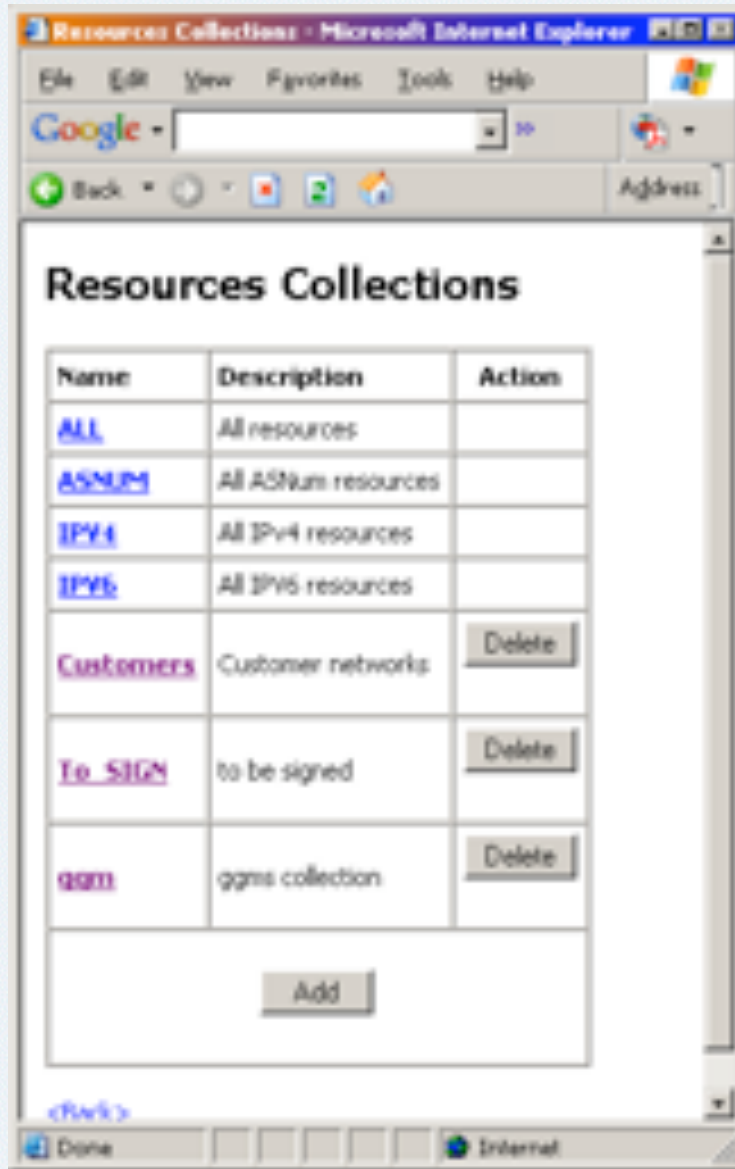 Resources Collections - Microsoft Internet Explorer
File Edit View Favorites Tools Help
Google
Back Address
Resources Collections
Name Description Action
ALL All resources
ASNUM All ASNum resources
IPV4 All IPv4 resources
IPV6 All IPV6 resources
Customers Customer networks Delete
To_SIGN to be signed Delete
ggm ggms collection Delete
Add
<Back>
Done Internet